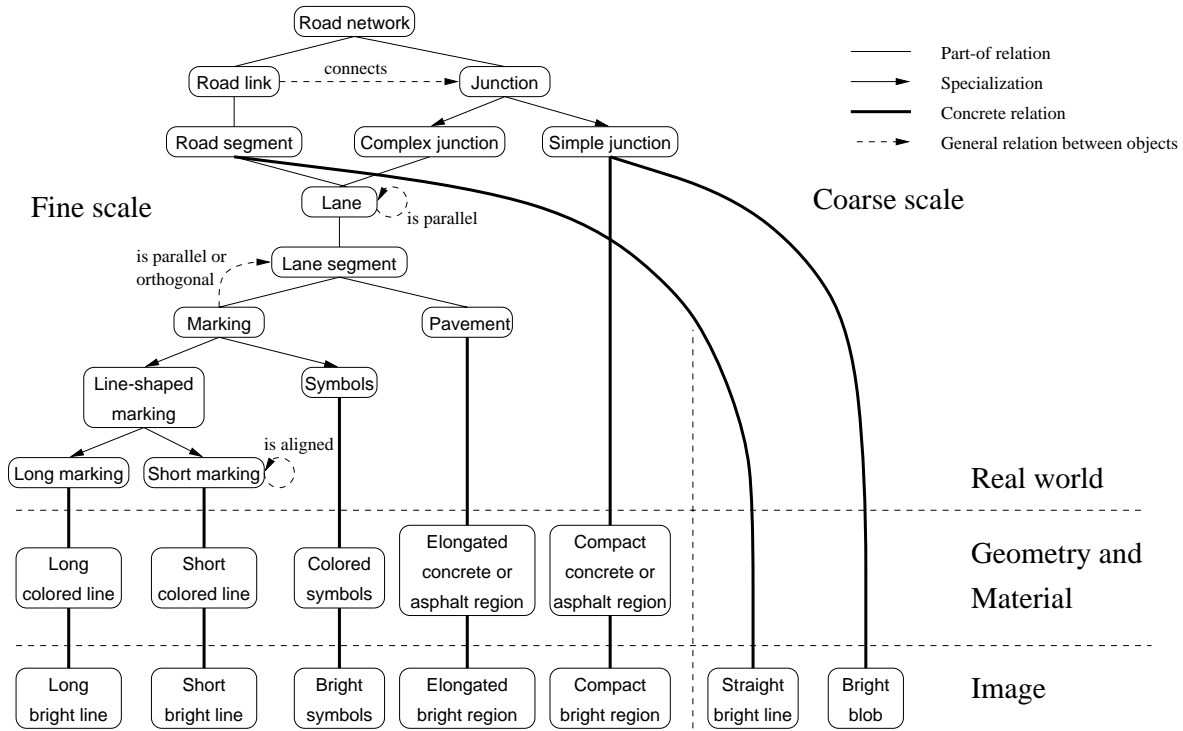 Road network
Part-of relation
Road link
connects
Junction
Specialization
Concrete relation
Road segment
Complex junction
Simple junction
General relation between objects
Fine scale
Lane
is parallel
Coarse scale
is parallel or
orthogonal
Lane segment
Marking
Pavement
Line-shaped
marking
Symbols
is aligned
Long marking
Short marking
Real world
Long
colored line
Short
colored line
Colored
symbols
Elongated
concrete or
asphalt region
Compact
concrete or
asphalt region
Geometry and
Material
Long
bright line
Short
bright line
Bright
symbols
Elongated
bright region
Compact
bright region
Straight
bright line
Bright
blob
Image